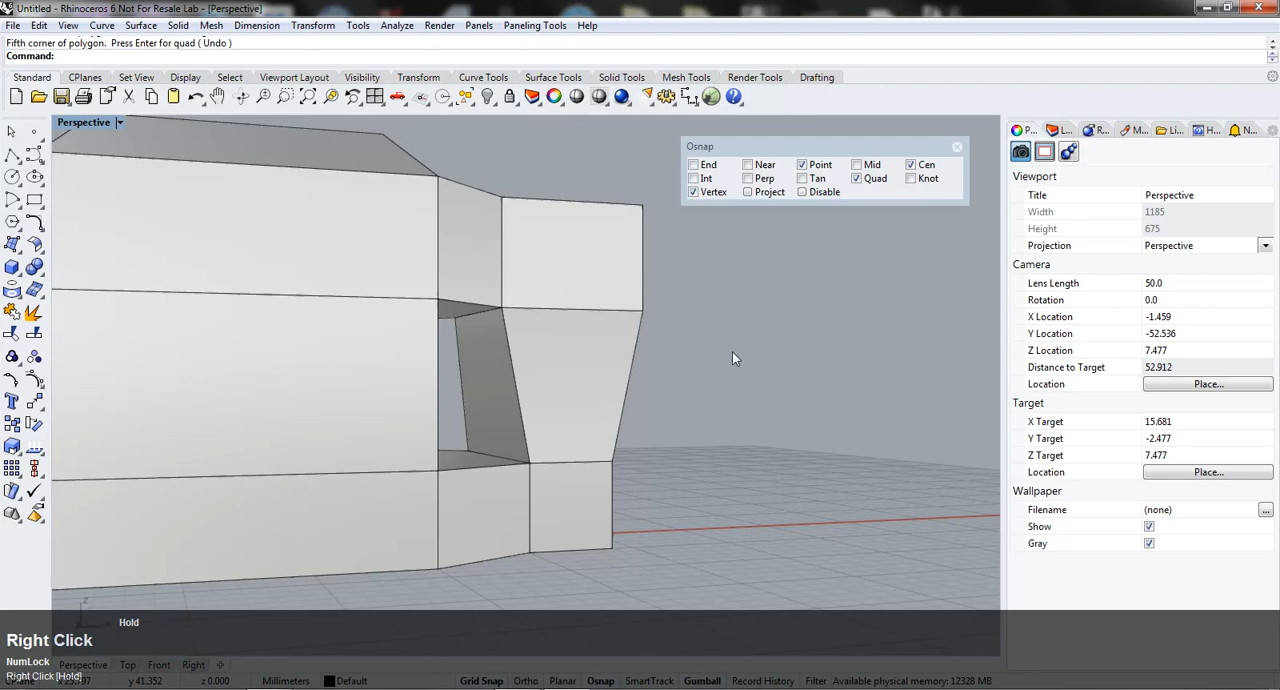 Untitled - Rhinoceros 6 Not For Resale Lab - [Perspective]
File Edit View Curve Surface Solid Mesh Dimension Transform Tools Analyze Render Panels Paneling Tools Help
Fifth corner of polygon. Press Enter for quad ( Undo )
Command:
Standard CPlanes Set View Display Select Viewport Layout Visibility Transform Curve Tools Surface Tools Solid Tools Mesh Tools Render Tools Drafting
Perspective
P... L... R... M... Li... H... N...
Osnap
End Near Point Mid Cen
Int Perp Tan Quad Knot
Vertex Project Disable
Viewport
Title Perspective
Width 1185
Height 675
Projection Perspective
Camera
Lens Length 50.0
Rotation 0.0
X Location -1.459
Y Location -52.536
Z Location 7.477
Distance to Target 52.912
Location Place...
Target
X Target 15.681
Y Target -2.477
Z Target 7.477
Location Place...
Wallpaper
Filename (none) ...
Show
Gray
z
Hold
Right Click
NumLock
Right Click [Hold]
Perspective Top Front Right
y 41.352 z 0.000 Millimeters Default Grid Snap Ortho Planar Osnap SmartTrack Gumball Record History Filter Available physical memory: 12328 MB